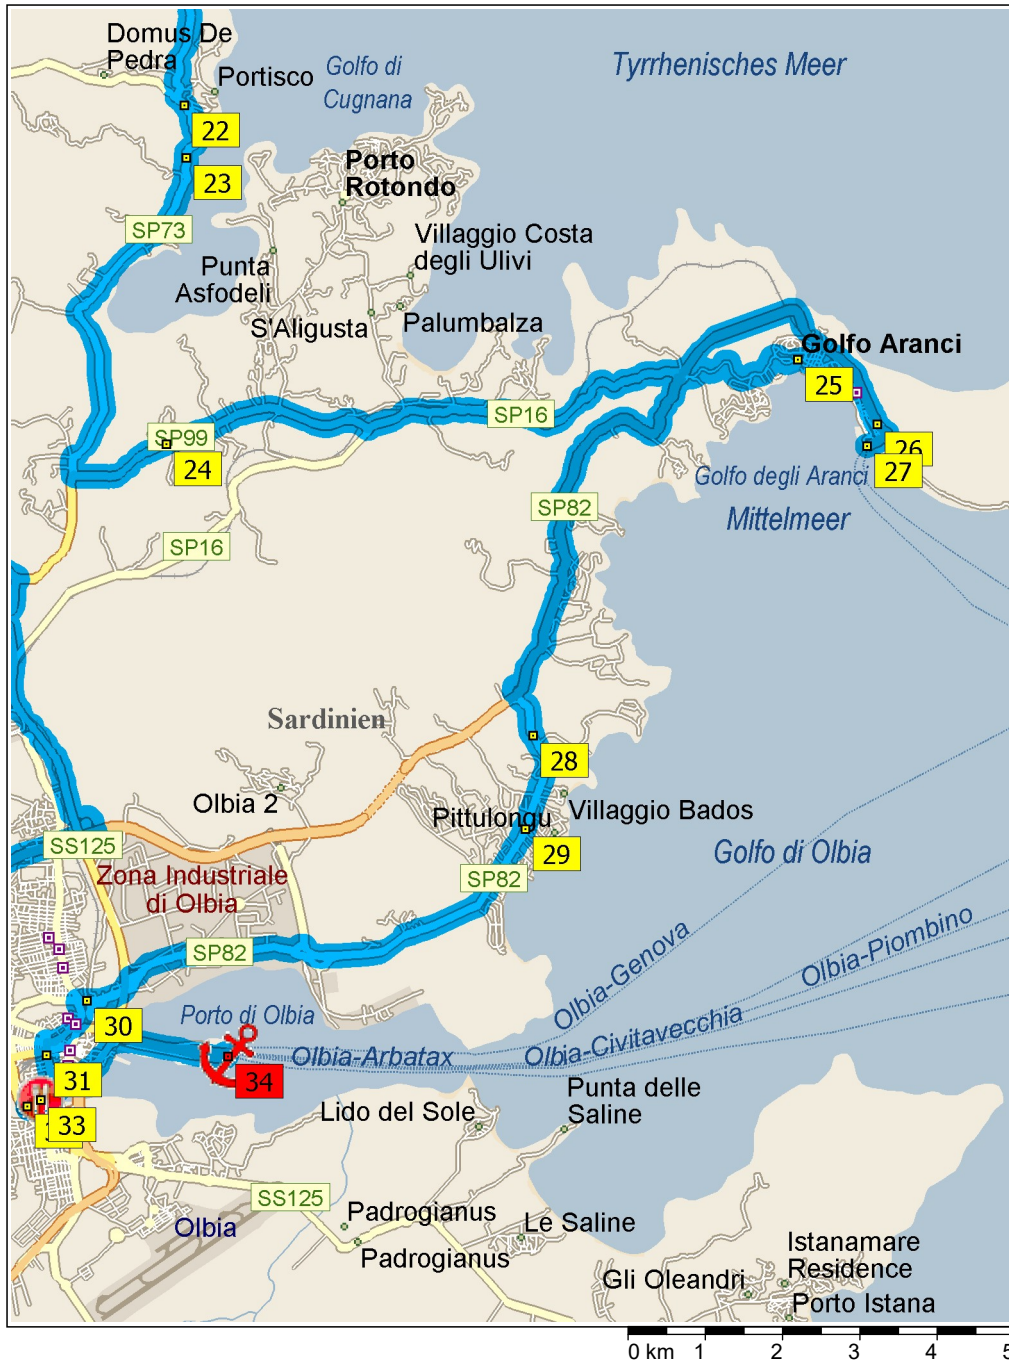 Domus De
Pedra
Portisco
Golfo di
Cugnana
Tyrrhenisches Meer
22
23
Porto
Rotondo
SP73
Villaggio Costa
degli Ulivi
Punta
Asfodeli
S'Aligusta
Palumbalza
Golfo Aranci
25
SP16
SP99
24
26
27
Golfo degli Aranci
Mittelmeer
SP82
SP16
Sardinien
28
Olbia 2
Pittulongu
Villaggio Bados
29
SS125
Golfo di Olbia
Zona Industriale
di Olbia
SP82
SP82
Olbia-Genova
Olbia-Piombino
Porto di Olbia
30
Olbia-Arbatax
Olbia-Civitavecchia
31
34
33
Lido del Sole
Punta delle
Saline
SS125
Olbia
Padrogianus
Padrogianus
Le Saline
Istanamare
Residence
Gli Oleandri
Porto Istana
0 km 1 2 3 4 5